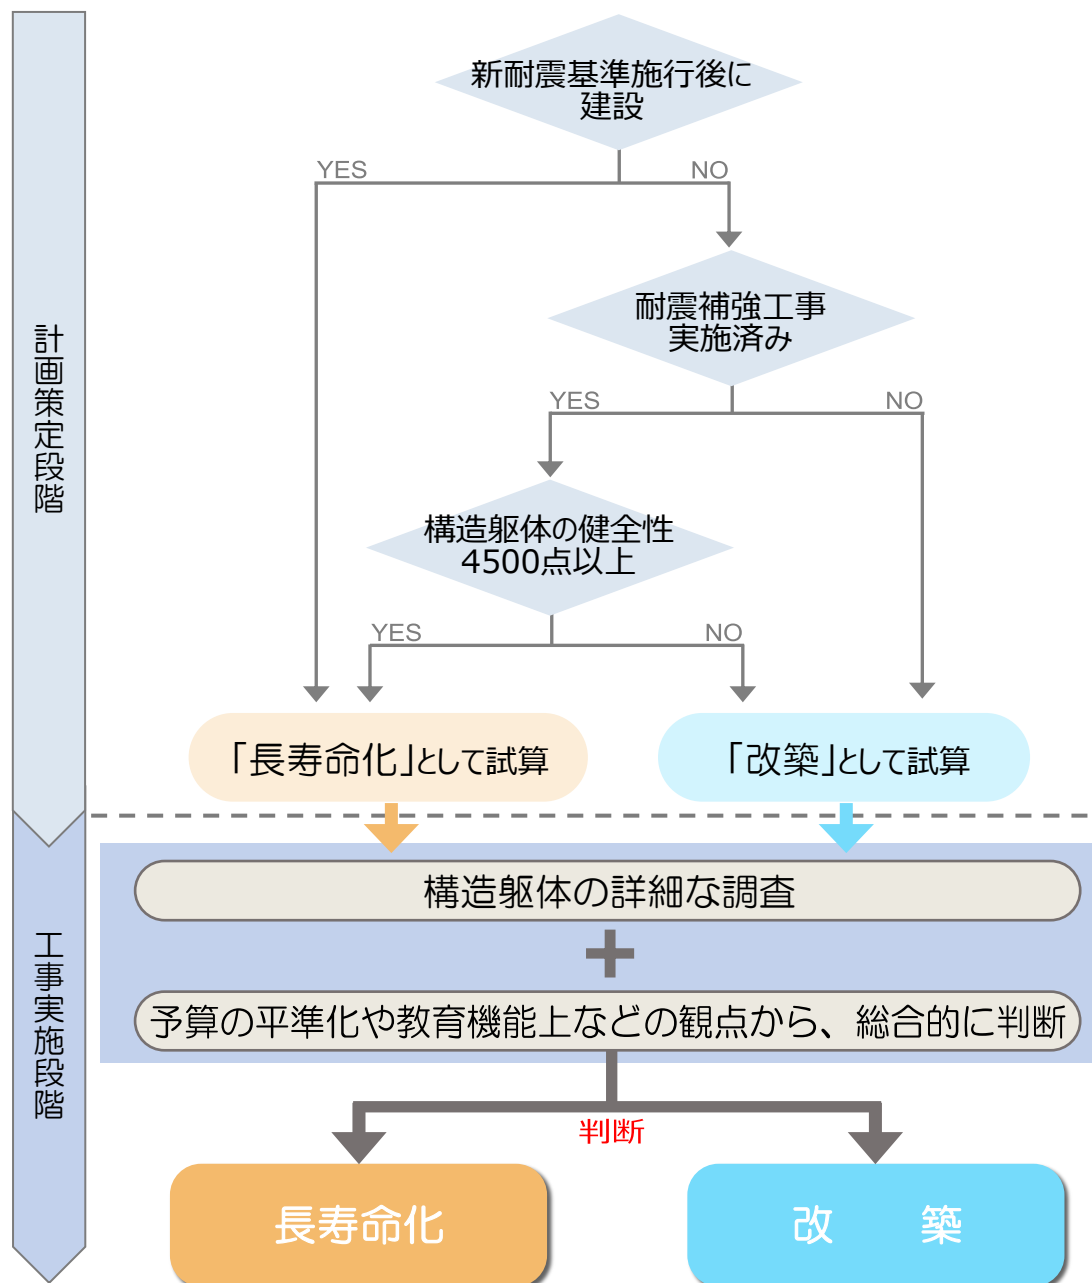 新耐震基準施行後に
建設
YES
NO
耐震補強工事
実施済み
YES
NO
構造躯体の健全性
4500点以上
YES
NO
計画策定段階
「長寿命化」として試算
「改築」として試算
構造躯体の詳細な調査
+
予算の平準化や教育機能上などの観点から、総合的に判断
工事実施段階
判断
長寿命化
改　築